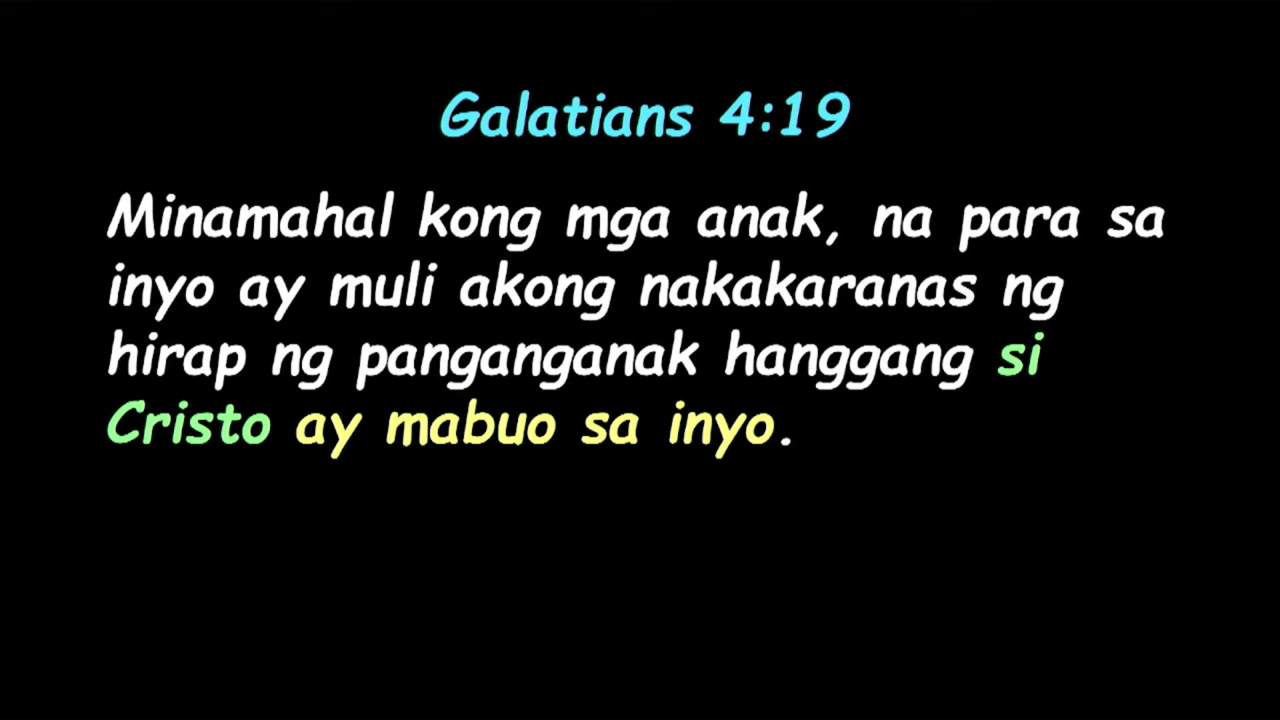 Galatians 4:19
Minamahal kong mga anak, na para sa
inyo ay muli akong nakakaranas ng
hirap ng panganganak hanggang si
Cristo ay mabuo sa inyo.